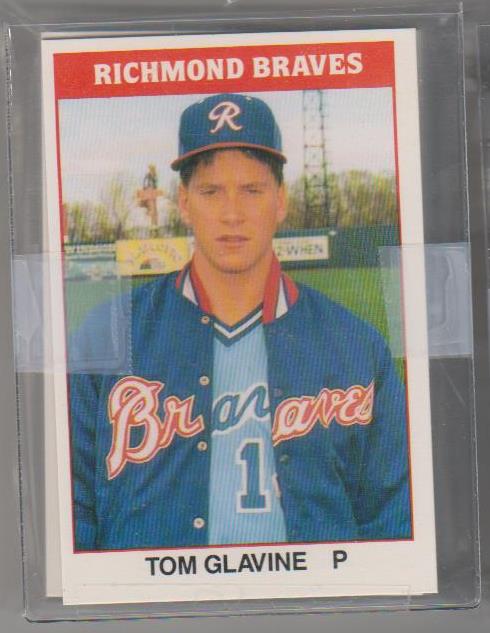 RICHMOND BRAVES
R
Braves
1
TOM GLAVINE P